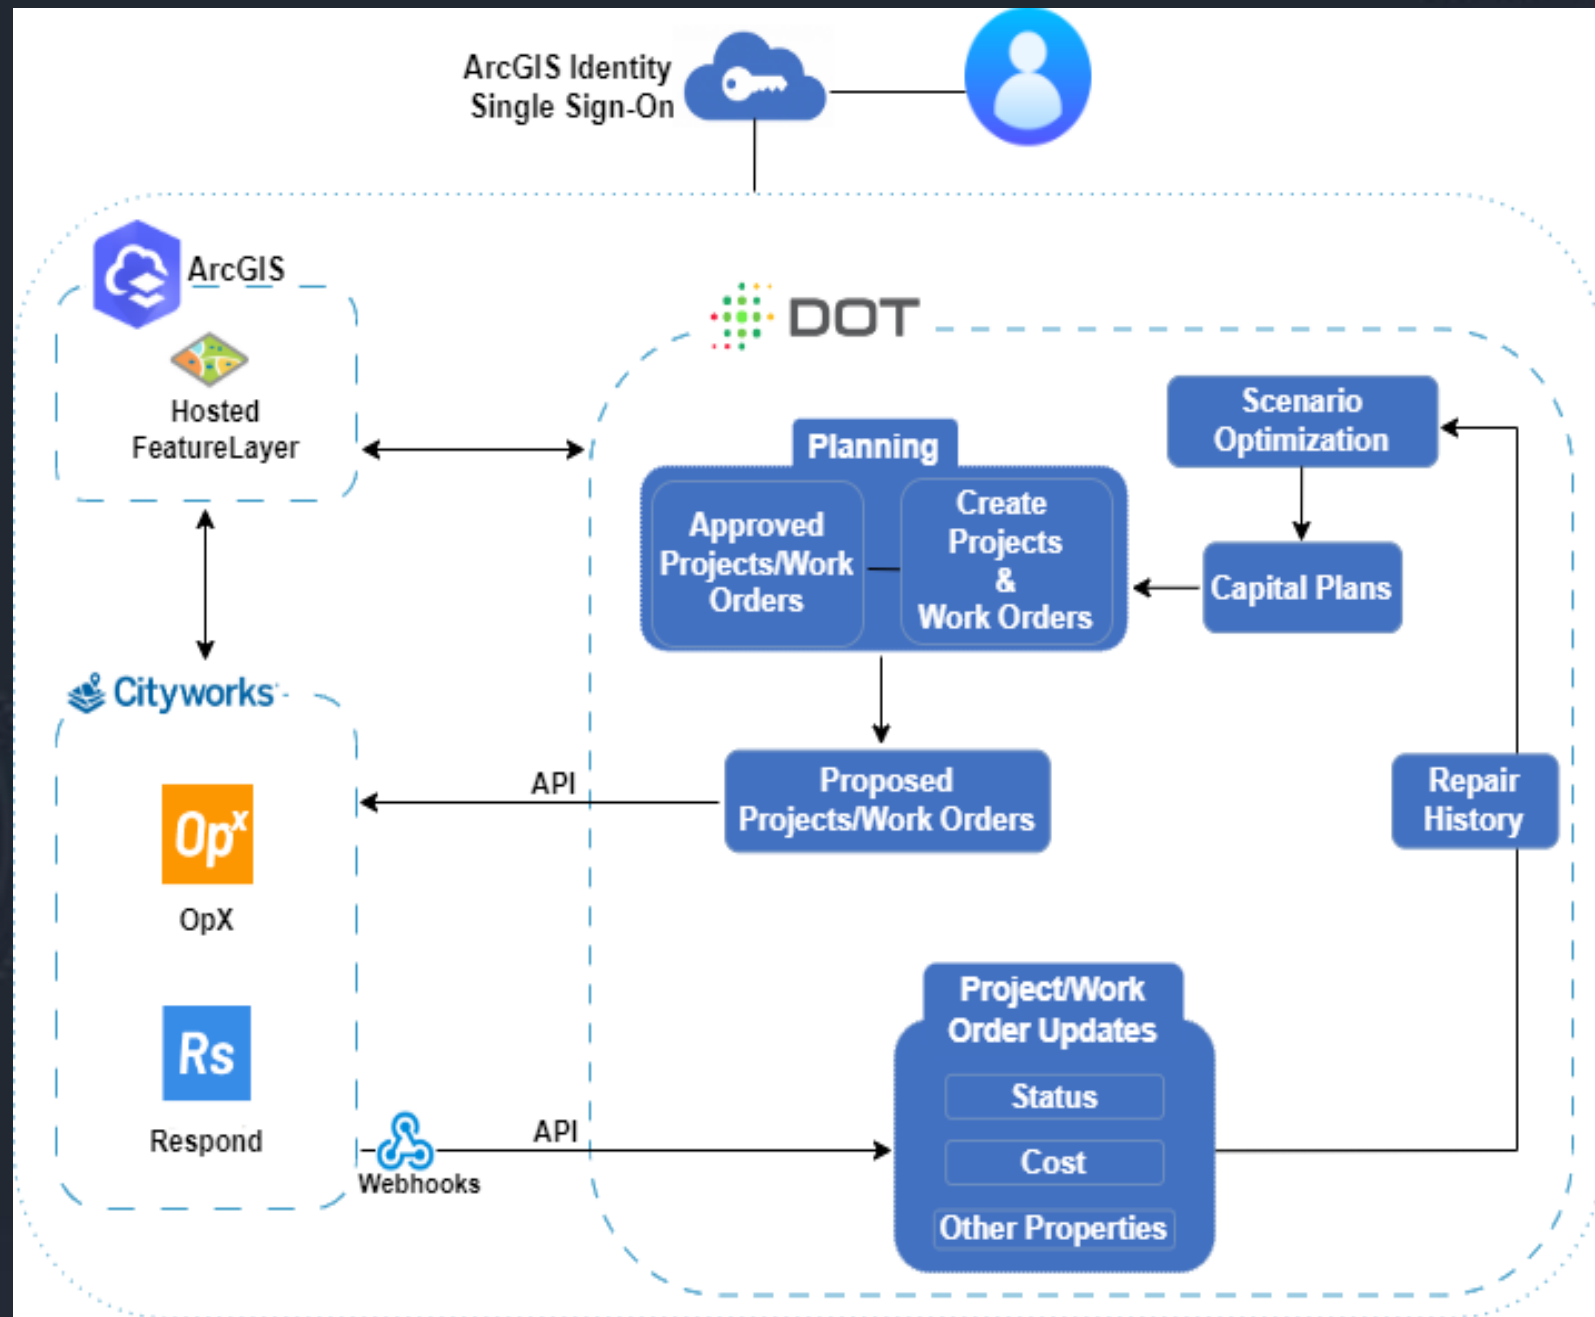 ArcGIS Identity
Single Sign-On
ArcGIS
Hosted
FeatureLayer
DOT
Planning
Approved
Projects/Work
Orders
Create
Projects
&
Work Orders
Scenario
Optimization
Capital Plans
Cityworks
API
Proposed
Projects/Work Orders
Repair
History
Opx
OpX
Rs
Respond
Webhooks
API
Project/Work
Order Updates
Status
Cost
Other Properties